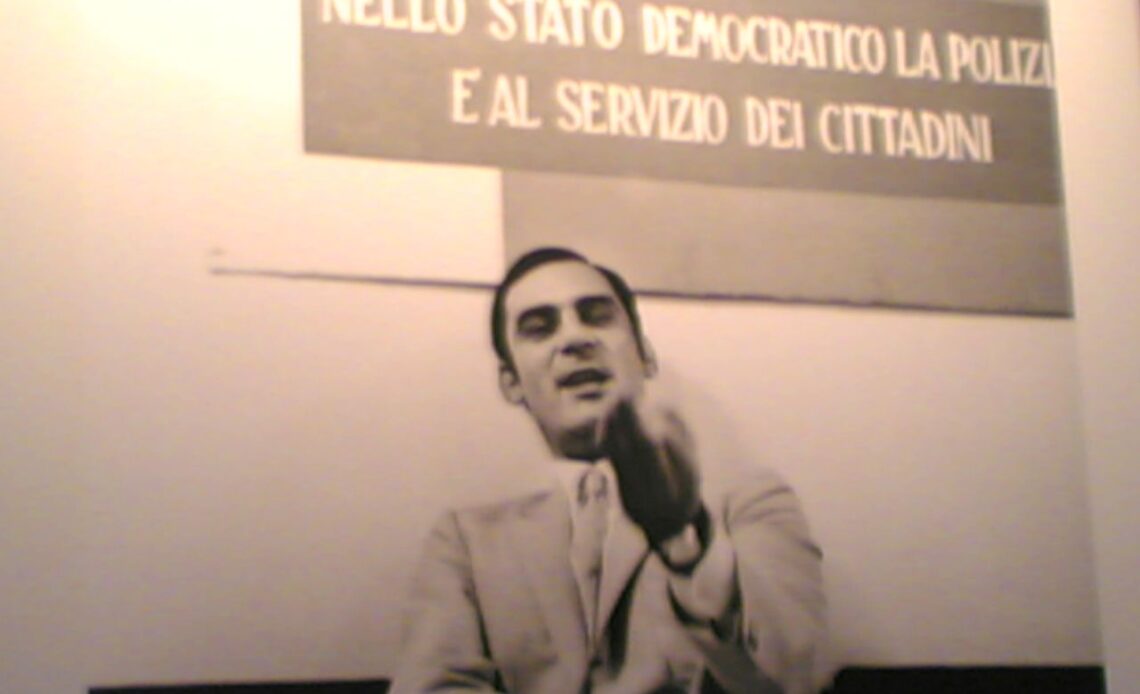 NELLO STATO DEMOCRATICO LA POLIZI
E' AL SERVIZIO DEI CITTADINI